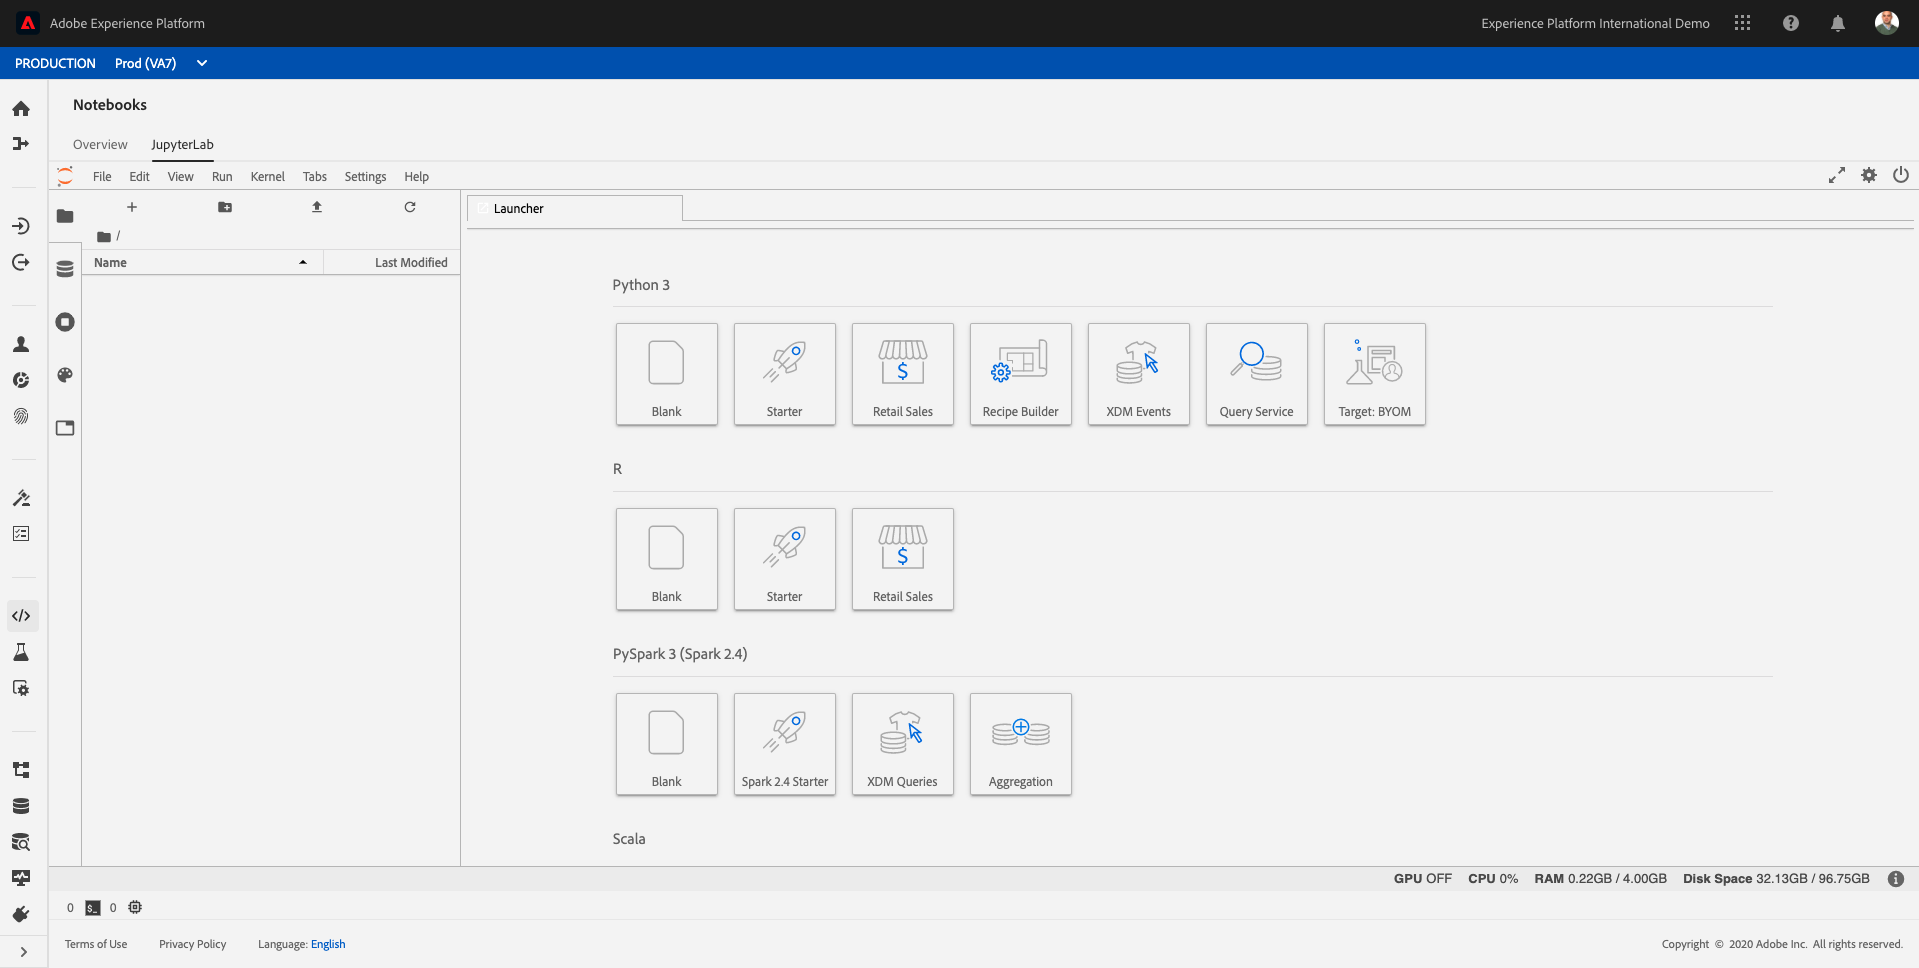 Adobe Experience Platform
Experience Platform International Demo
PRODUCTION Prod (VA7)
Notebooks
Overview JupyterLab
File Edit View Run Kernel Tabs Settings Help
/
Name Last Modified
Launcher
Python 3
Blank Starter Retail Sales Recipe Builder XDM Events Query Service Target: BYOM
R
Blank Starter Retail Sales
PySpark 3 (Spark 2.4)
Blank Spark 2.4 Starter XDM Queries Aggregation
Scala
GPU OFF CPU 0% RAM 0.22GB / 4.00GB Disk Space 32.13GB / 96.75GB
0 $_ 0
Terms of Use Privacy Policy Language: English
Copyright © 2020 Adobe Inc. All rights reserved.